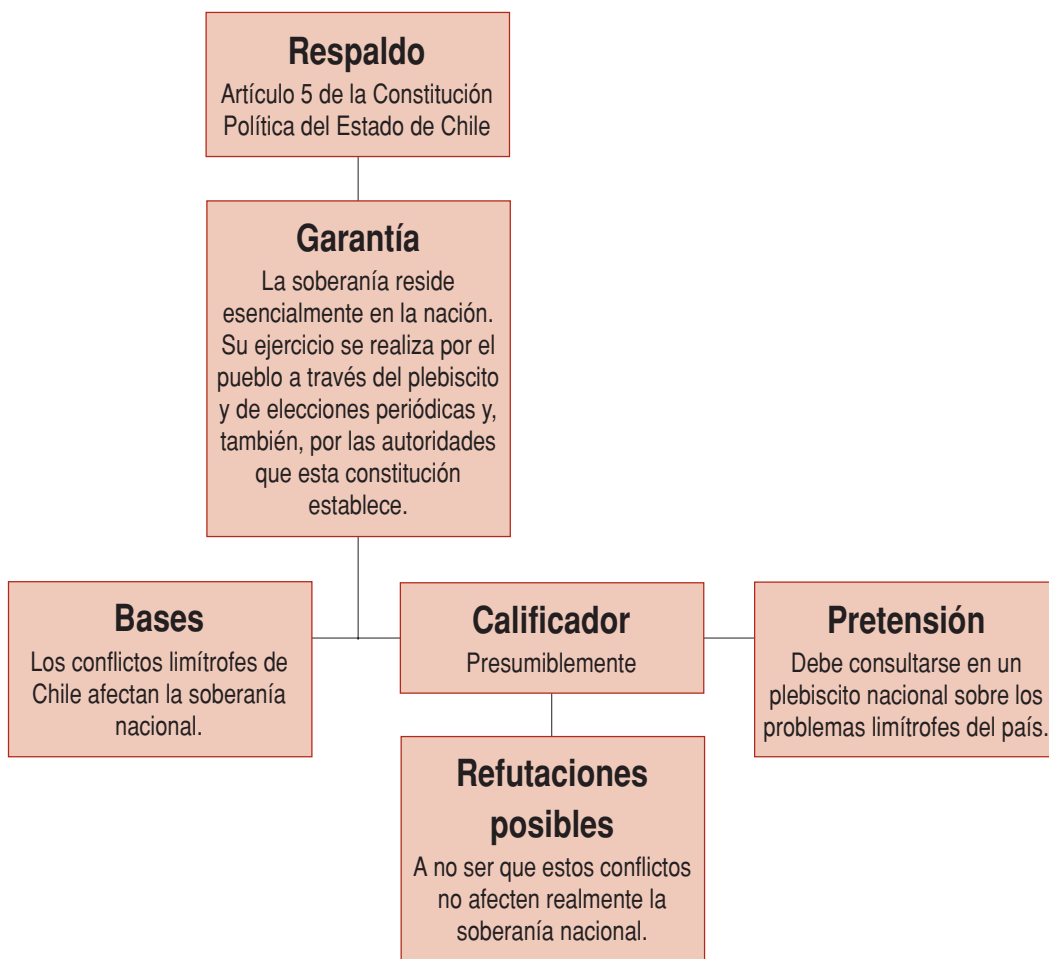 Respaldo
Artículo 5 de la Constitución
Política del Estado de Chile
Garantía
La soberanía reside
esencialmente en la nación.
Su ejercicio se realiza por el
pueblo a través del plebiscito
y de elecciones periódicas y,
también, por las autoridades
que esta constitución
establece.
Bases
Los conflictos limítrofes de
Chile afectan la soberanía
nacional.
Calificador
Presumiblemente
Pretensión
Debe consultarse en un
plebiscito nacional sobre los
problemas limítrofes del país.
Refutaciones
posibles
A no ser que estos conflictos
no afecten realmente la
soberanía nacional.